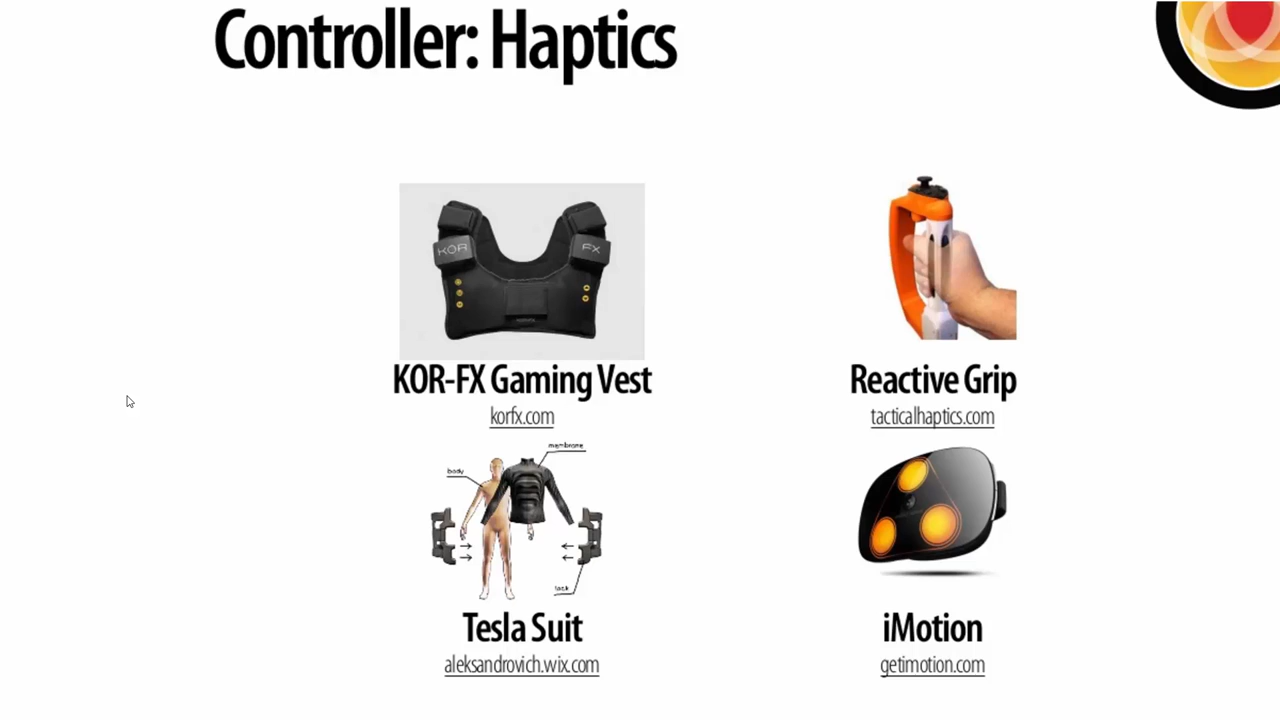 Controller: Haptics
KOR
FX
KOR-FX Gaming Vest
korfx.com
Reactive Grip
tacticalhaptics.com
membrane
body
Tesla Suit
aleksandrovich.wix.com
iMotion
getimotion.com